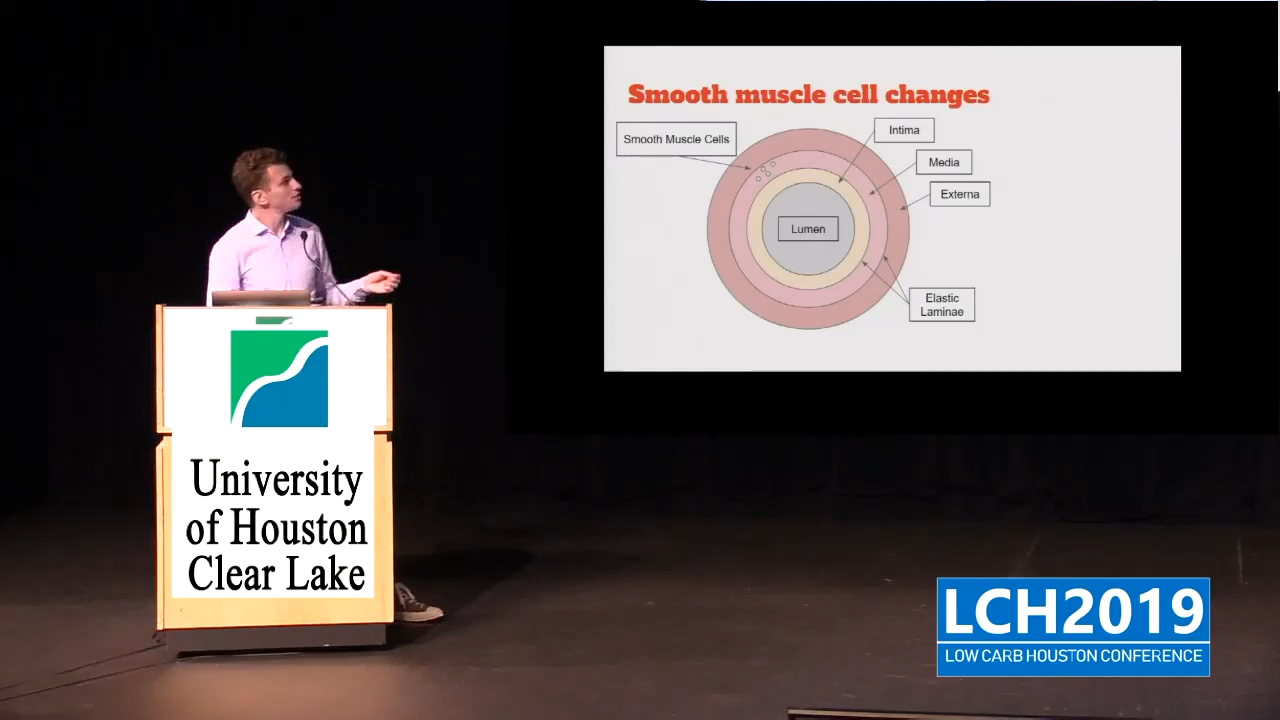 Smooth muscle cell changes
Smooth Muscle Cells
Intima
Media
Externa
Lumen
Elastic
Laminae
University
of Houston
Clear Lake
LCH2019
LOW CARB HOUSTON CONFERENCE